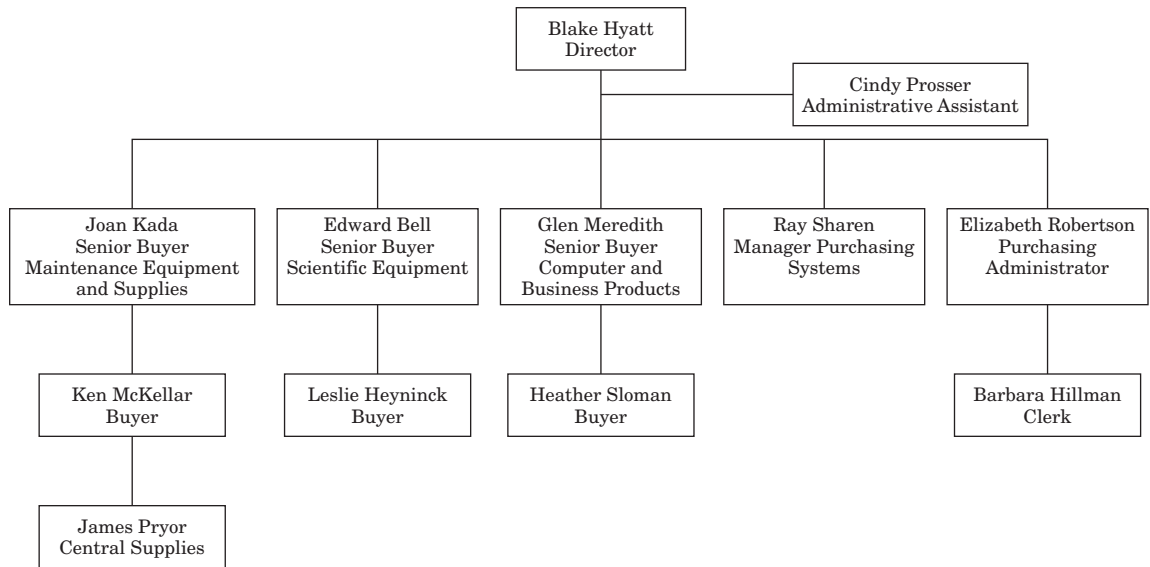 Blake Hyatt
Director
Cindy Prosser
Administrative Assistant
Joan Kada
Senior Buyer
Maintenance Equipment
and Supplies
Edward Bell
Senior Buyer
Scientific Equipment
Glen Meredith
Senior Buyer
Computer and
Business Products
Ray Sharen
Manager Purchasing
Systems
Elizabeth Robertson
Purchasing
Administrator
Ken McKellar
Buyer
Leslie Heyninck
Buyer
Heather Sloman
Buyer
Barbara Hillman
Clerk
James Pryor
Central Supplies